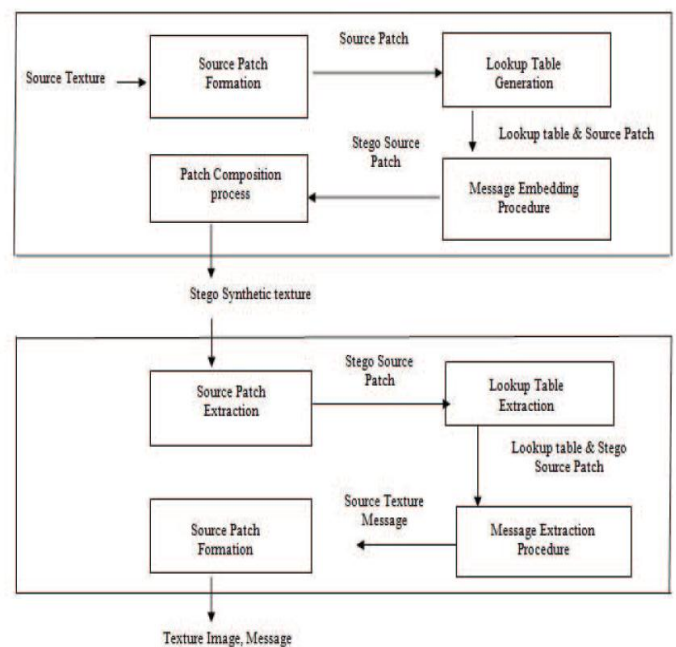 Source Texture
Source Patch
Formation
Source Patch
Lookup Table
Generation
Lookup table & Source Patch
Message Embedding
Procedure
Stego Source
Patch
Patch Composition
process
Stego Synthetic texture
Source Patch
Extraction
Stego Source
Patch
Lookup Table
Extraction
Lookup table & Stego
Source Patch
Message Extraction
Procedure
Source Texture
Message
Source Patch
Formation
Texture Image, Message